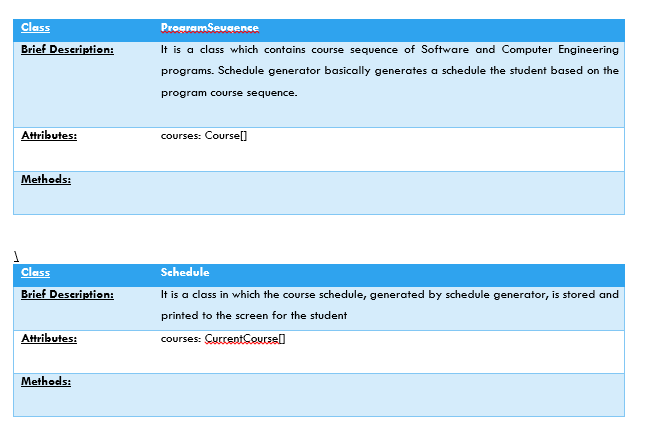 Class ProgramSeuqence
Brief Description: It is a class which contains course sequence of Software and Computer Engineering
programs. Schedule generator basically generates a schedule the student based on the
program course sequence.
Attributes: courses: Course[]
Methods:
\
Class Schedule
Brief Description: It is a class in which the course schedule, generated by schedule generator, is stored and
printed to the screen for the student
Attributes: courses: CurrentCourse[]
Methods: